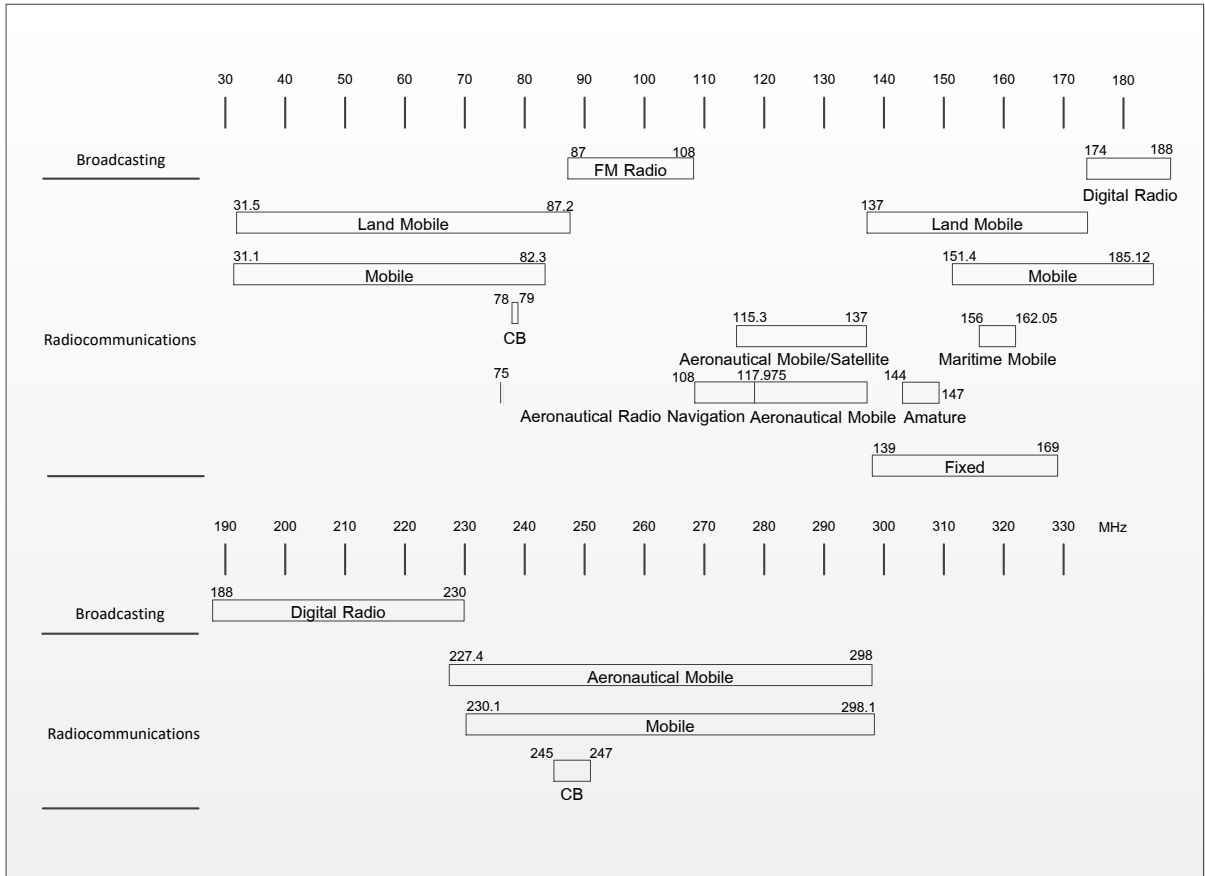 30 40 50 60 70 80 90 100 110 120 130 140 150 160 170 180
Broadcasting
87 108
FM Radio
174 188
Digital Radio
31.5 87.2
Land Mobile
137
Land Mobile
31.1 82.3
Mobile
151.4 185.12
Mobile
Radiocommunications
78 79
CB
115.3 137
Aeronautical Mobile/Satellite
156 162.05
Maritime Mobile
75
108 117.975
Aeronautical Radio Navigation Aeronautical Mobile
144 147
Amature
139 169
Fixed
190 200 210 220 230 240 250 260 270 280 290 300 310 320 330 MHz
Broadcasting
188 230
Digital Radio
227.4 298
Aeronautical Mobile
Radiocommunications
230.1 298.1
Mobile
245 247
CB